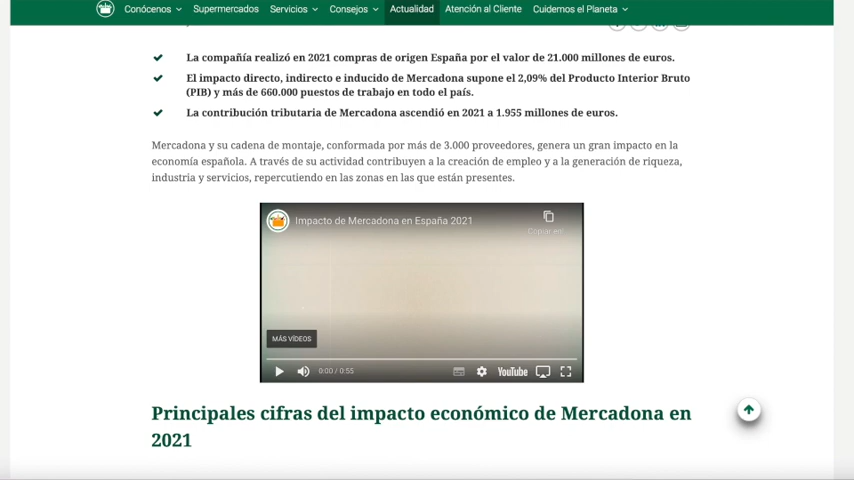 Conócenos Supermercados Servicios Consejos Actualidad Atención al Cliente Cuidemos el Planeta
La compañía realizó en 2021 compras de origen España por el valor de 21.000 millones de euros.
El impacto directo, indirecto e inducido de Mercadona supone el 2,09% del Producto Interior Bruto
(PIB) y más de 660.000 puestos de trabajo en todo el país.
La contribución tributaria de Mercadona ascendió en 2021 a 1.955 millones de euros.
Mercadona y su cadena de montaje, conformada por más de 3.000 proveedores, genera un gran impacto en la
economía española. A través de su actividad contribuyen a la creación de empleo y a la generación de riqueza,
industria y servicios, repercutiendo en las zonas en las que están presentes.
Impacto de Mercadona en España 2021
Copiar en
MÁS VÍDEOS
0:00 / 0:55 YouTube
Principales cifras del impacto económico de Mercadona en
2021